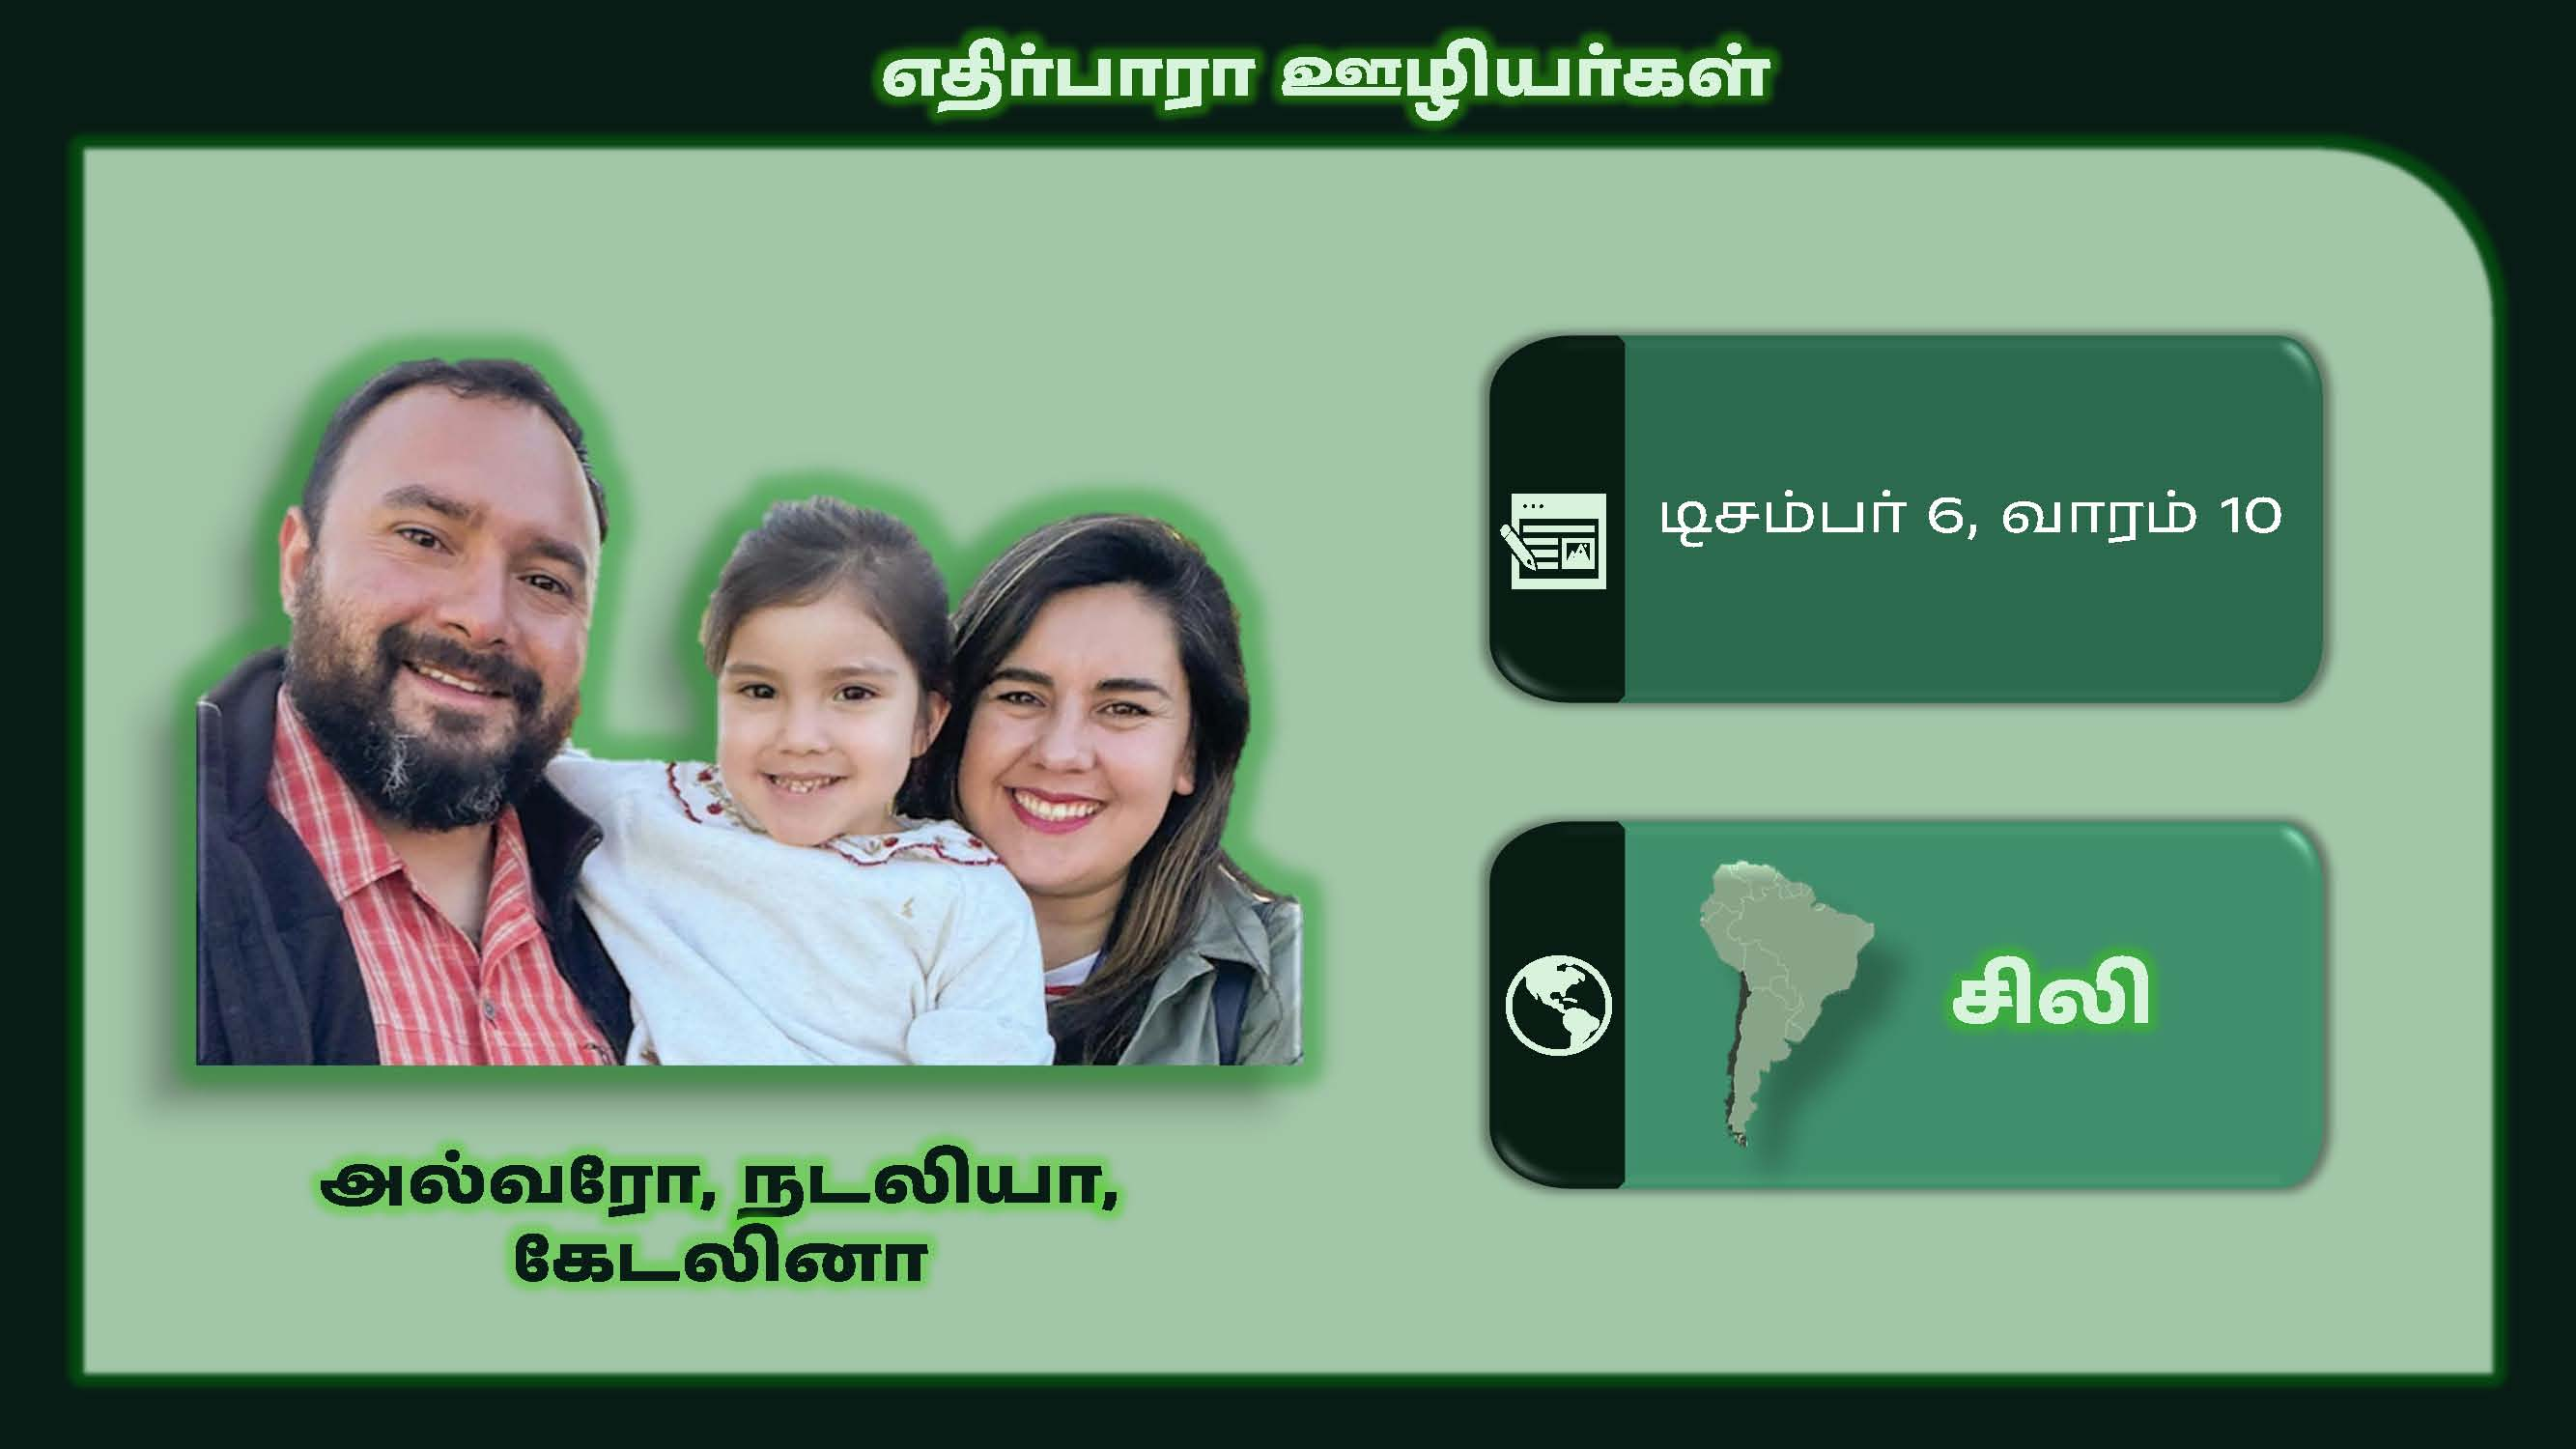 எதிர்பாரா ஊழியர்கள்
டிசம்பர் 6, வாரம் 10
சிலி
அல்வரோ, நடலியா,
கேடலினா